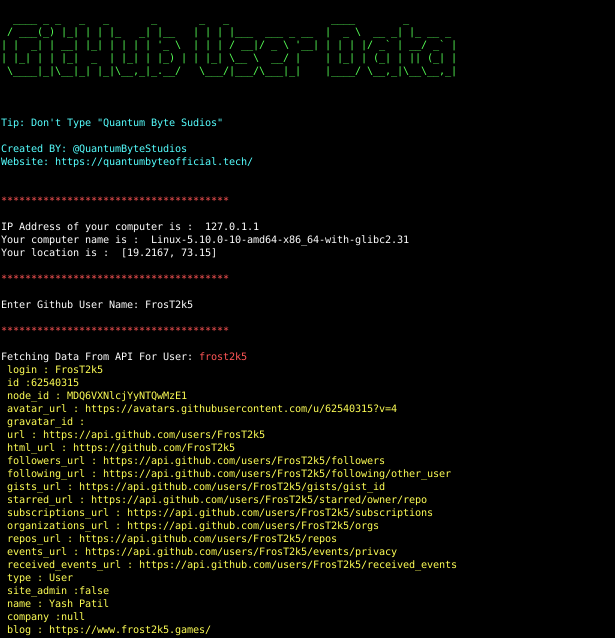 GitHub User Data
Tip: Don't Type "Quantum Byte Sudios"
Created BY: @QuantumByteStudios
Website: https://quantumbyteofficial.tech/
**************************************
IP Address of your computer is :  127.0.1.1
Your computer name is :  Linux-5.10.0-10-amd64-x86_64-with-glibc2.31
Your location is :  [19.2167, 73.15]
**************************************
Enter Github User Name: FrosT2k5
**************************************
Fetching Data From API For User: frost2k5
login : FrosT2k5
id :62540315
node_id : MDQ6VXNlcjYyNTQwMzE1
avatar_url : https://avatars.githubusercontent.com/u/62540315?v=4
gravatar_id :
url : https://api.github.com/users/FrosT2k5
html_url : https://github.com/FrosT2k5
followers_url : https://api.github.com/users/FrosT2k5/followers
following_url : https://api.github.com/users/FrosT2k5/following/other_user
gists_url : https://api.github.com/users/FrosT2k5/gists/gist_id
starred_url : https://api.github.com/users/FrosT2k5/starred/owner/repo
subscriptions_url : https://api.github.com/users/FrosT2k5/subscriptions
organizations_url : https://api.github.com/users/FrosT2k5/orgs
repos_url : https://api.github.com/users/FrosT2k5/repos
events_url : https://api.github.com/users/FrosT2k5/events/privacy
received_events_url : https://api.github.com/users/FrosT2k5/received_events
type : User
site_admin :false
name : Yash Patil
company :null
blog : https://www.frost2k5.games/